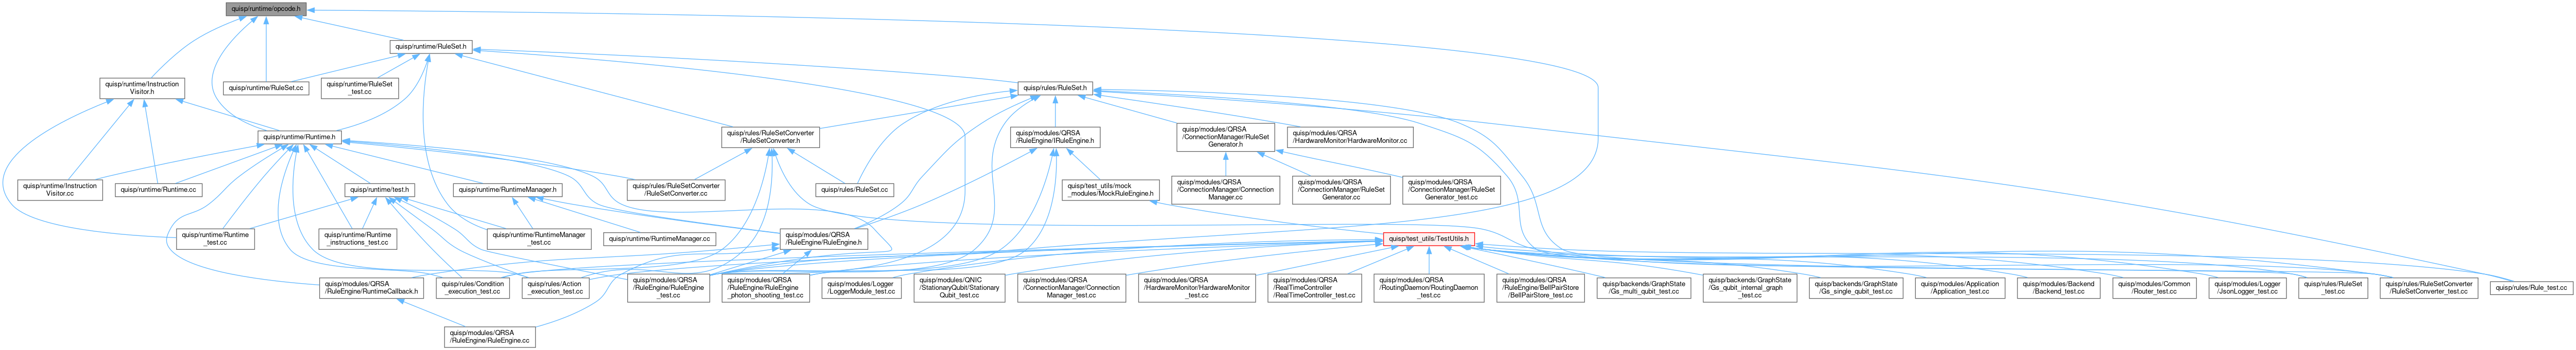 quisp/runtime/opcode.h
quisp/runtime/RuleSet.h
quisp/runtime/Instruction
Visitor.h
quisp/runtime/RuleSet.cc
quisp/runtime/RuleSet
_test.cc
quisp/rules/RuleSet.h
quisp/runtime/Runtime.h
quisp/rules/RuleSetConverter
/RuleSetConverter.h
quisp/modules/QRSA
/RuleEngine/IRuleEngine.h
quisp/modules/QRSA
/ConnectionManager/RuleSet
Generator.h
quisp/modules/QRSA
/HardwareMonitor/HardwareMonitor.cc
quisp/runtime/Instruction
Visitor.cc
quisp/runtime/Runtime.cc
quisp/runtime/test.h
quisp/runtime/RuntimeManager.h
quisp/rules/RuleSetConverter
/RuleSetConverter.cc
quisp/rules/RuleSet.cc
quisp/test_utils/mock
_modules/MockRuleEngine.h
quisp/modules/QRSA
/ConnectionManager/Connection
Manager.cc
quisp/modules/QRSA
/ConnectionManager/RuleSet
Generator.cc
quisp/modules/QRSA
/ConnectionManager/RuleSet
Generator_test.cc
quisp/runtime/Runtime
_test.cc
quisp/runtime/Runtime
_instructions_test.cc
quisp/runtime/RuntimeManager
_test.cc
quisp/runtime/RuntimeManager.cc
quisp/modules/QRSA
/RuleEngine/RuleEngine.h
quisp/test_utils/TestUtils.h
quisp/modules/QRSA
/RuleEngine/RuntimeCallback.h
quisp/rules/Condition
_execution_test.cc
quisp/rules/Action
_execution_test.cc
quisp/modules/QRSA
/RuleEngine/RuleEngine
_test.cc
quisp/modules/QRSA
/RuleEngine/RuleEngine
_photon_shooting_test.cc
quisp/modules/Logger
/LoggerModule_test.cc
quisp/modules/QNIC
/StationaryQubit/Stationary
Qubit_test.cc
quisp/modules/QRSA
/ConnectionManager/Connection
Manager_test.cc
quisp/modules/QRSA
/HardwareMonitor/HardwareMonitor
_test.cc
quisp/modules/QRSA
/RealTimeController
/RealTimeController_test.cc
quisp/modules/QRSA
/RoutingDaemon/RoutingDaemon
_test.cc
quisp/modules/QRSA
/RuleEngine/BellPairStore
/BellPairStore_test.cc
quisp/backends/GraphState
/Gs_multi_qubit_test.cc
quisp/backends/GraphState
/Gs_qubit_internal_graph
_test.cc
quisp/backends/GraphState
/Gs_single_qubit_test.cc
quisp/modules/Application
/Application_test.cc
quisp/modules/Backend
/Backend_test.cc
quisp/modules/Common
/Router_test.cc
quisp/modules/Logger
/JsonLogger_test.cc
quisp/rules/RuleSet
_test.cc
quisp/rules/RuleSetConverter
/RuleSetConverter_test.cc
quisp/rules/Rule_test.cc
quisp/modules/QRSA
/RuleEngine/RuleEngine.cc